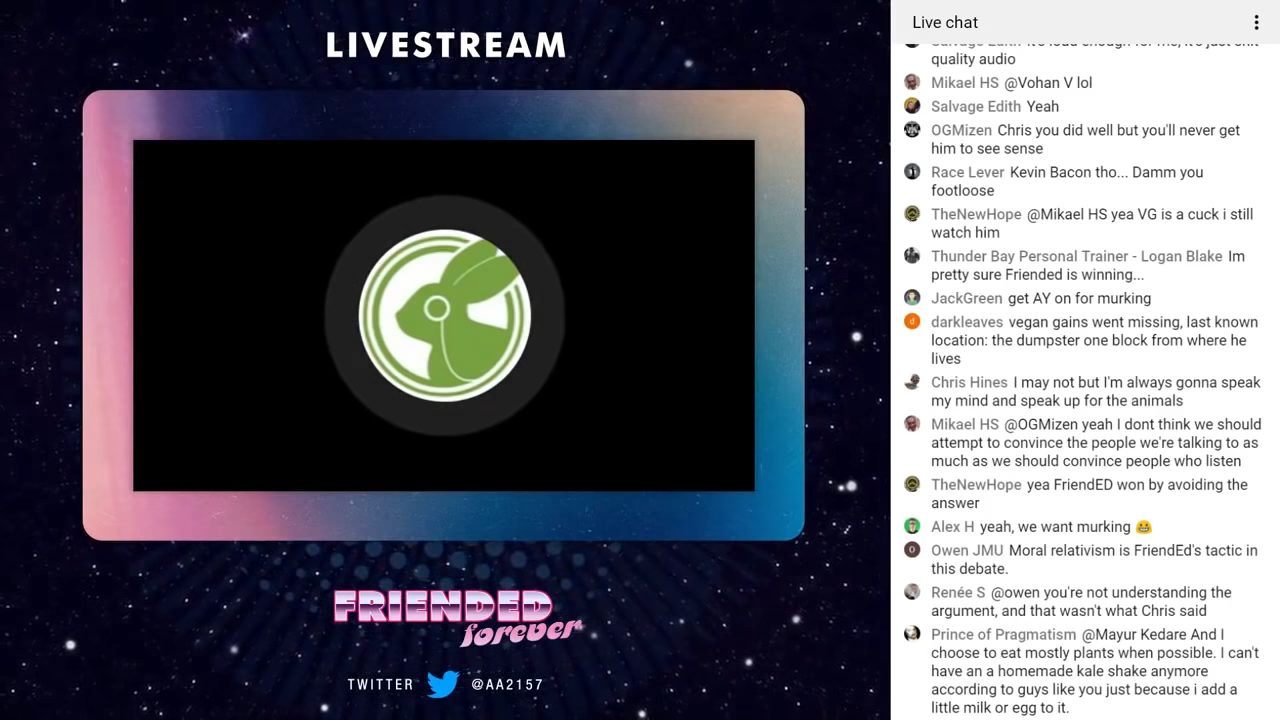 LIVESTREAM
FRIENDED
forever
TWITTER @AA2157
Live chat
quality audio
Mikael HS @Vohan V lol
Salvage Edith Yeah
OGMizen Chris you did well but you'll never get
him to see sense
Race Lever Kevin Bacon tho... Damm you
footloose
TheNewHope @Mikael HS yea VG is a cuck i still
watch him
Thunder Bay Personal Trainer - Logan Blake Im
pretty sure Friended is winning...
JackGreen get AY on for murking
d darkleaves vegan gains went missing, last known
location: the dumpster one block from where he
lives
Chris Hines I may not but I'm always gonna speak
my mind and speak up for the animals
Mikael HS @OGMizen yeah I dont think we should
attempt to convince the people we're talking to as
much as we should convince people who listen
TheNewHope yea FriendED won by avoiding the
answer
Alex H yeah, we want murking 😂
O Owen JMU Moral relativism is FriendEd's tactic in
this debate.
Renée S @owen you're not understanding the
argument, and that wasn't what Chris said
Prince of Pragmatism @Mayur Kedare And I
choose to eat mostly plants when possible. I can't
have an a homemade kale shake anymore
according to guys like you just because i add a
little milk or egg to it.